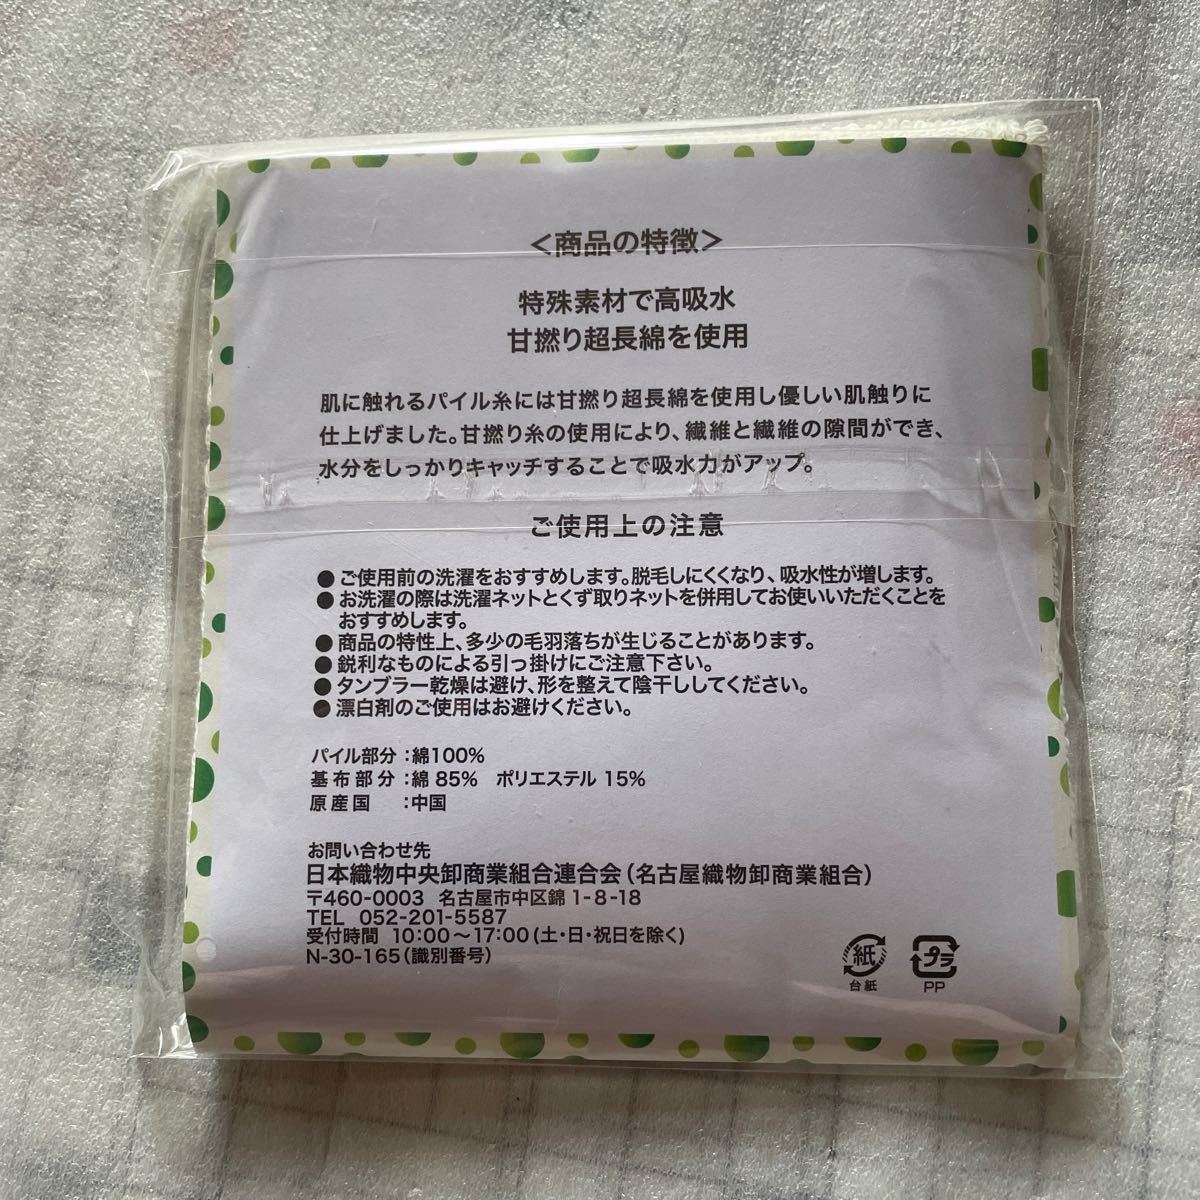 ＜商品の特徴＞
特殊素材で高吸水
甘撚り超長綿を使用
肌に触れるパイル糸には甘撚り超長綿を使用し優しい肌触りに
仕上げました。甘撚り糸の使用により、繊維と繊維の隙間ができ、
水分をしっかりキャッチすることで吸水力がアップ。
ご使用上の注意
●ご使用前の洗濯をおすすめします。脱毛しにくくなり、吸水性が増します。
●お洗濯の際は洗濯ネットとくず取りネットを併用してお使いいただくことを
おすすめします。
●商品の特性上、多少の毛羽落ちが生じることがあります。
●鋭利なものによる引っ掛けにご注意下さい。
●タンブラー乾燥は避け、形を整えて陰干ししてください。
●漂白剤のご使用はお避けください。
パイル部分：綿100%
基布部分：綿 85%　ポリエステル 15%
原産国　：中国
お問い合わせ先
日本織物中央卸商業組合連合会（名古屋織物卸商業組合）
〒460-0003 名古屋市中区錦 1-8-18
TEL 052-201-5587
受付時間 10:00～17:00（土・日・祝日を除く）
N-30-165（識別番号）
紙 プラ
台紙 PP